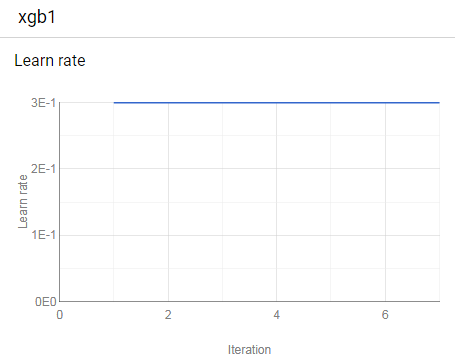 xgb1
Learn rate
3E-1
2E-1
1E-1
0E0
Learn rate
0 2 4 6
Iteration